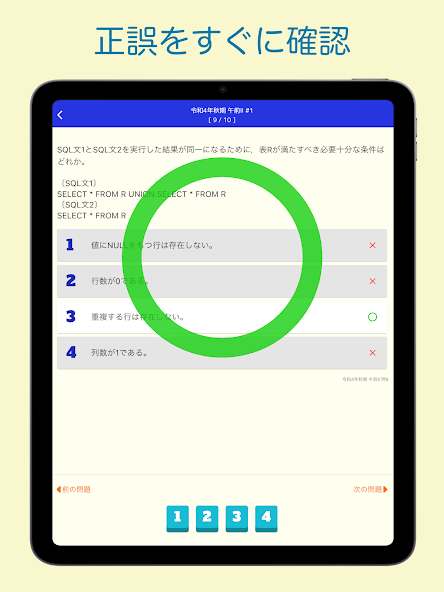 正誤をすぐに確認
令和4年秋期 午前II #1
[ 9 / 10 ]
SQL文1とSQL文2を実行した結果が同一になるために、表Rが満たすべき必要十分な条件は
どれか。
〔SQL文1〕
SELECT * FROM R UNION SELECT * FROM R
〔SQL文2〕
SELECT * FROM R
1 値にNULLをもつ行は存在しない。
2 行数が0である。
3 重複する行は存在しない。
4 列数が1である。
令和4年秋期 午前II 問9
前の問題
次の問題
1 2 3 4